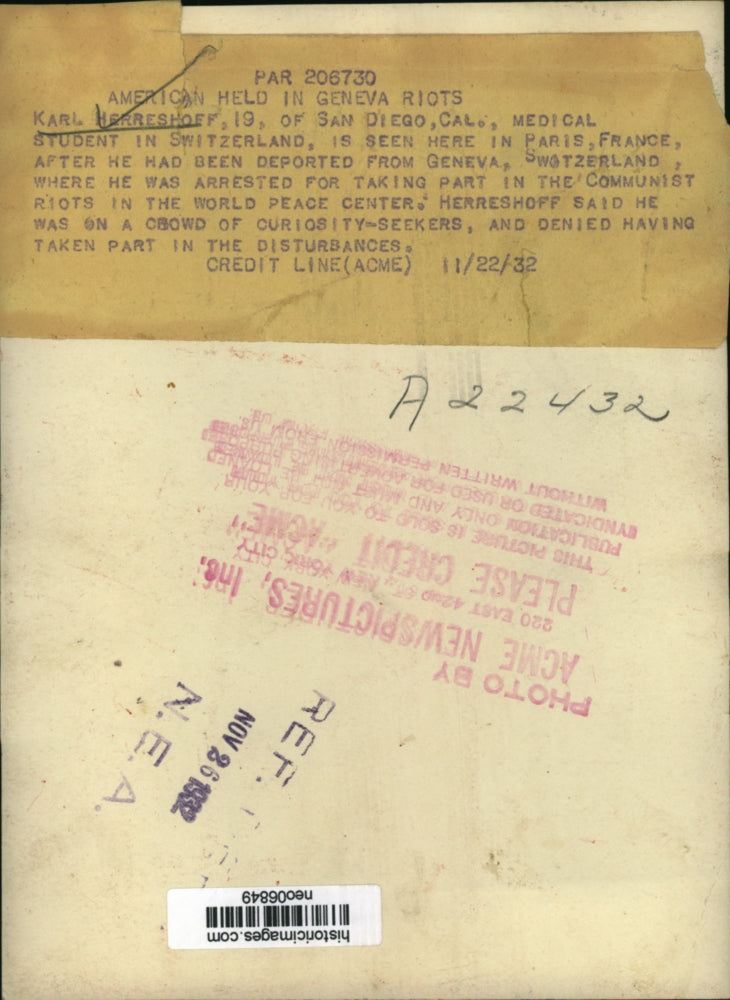 PAR 206730
AMERICAN HELD IN GENEVA RIOTS
KARL HERRESHOFF, 19, OF SAN DIEGO, CAL., MEDICAL
STUDENT IN SWITZERLAND, IS SEEN HERE IN PARIS, FRANCE,
AFTER HE HAD BEEN DEPORTED FROM GENEVA, SWOTZERLAND ,
WHERE HE WAS ARRESTED FOR TAKING PART IN THE COMMUNIST
RIOTS IN THE WORLD PEACE CENTER. HERRESHOFF SAID HE
WAS ON A CROWD OF CURIOSITY-SEEKERS, AND DENIED HAVING
TAKEN PART IN THE DISTURBANCES.
CREDIT LINE(ACME) 11/22/32
A22432
PHOTO BY
ACME NEWSPICTURES, Inc.
220 EAST 42ND ST., NEW YORK CITY
PLEASE CREDIT "ACME"
THIS PICTURE IS SOLD TO YOU FOR YOUR
PUBLICATION ONLY AND MUST NOT BE LOANED
SYNDICATED OR USED FOR ADVERTISING PURPOSES
WITHOUT WRITTEN PERMISSION FROM US.
REF.
NOV 26 1932
N.E.A.
historicimages.com
neo06849